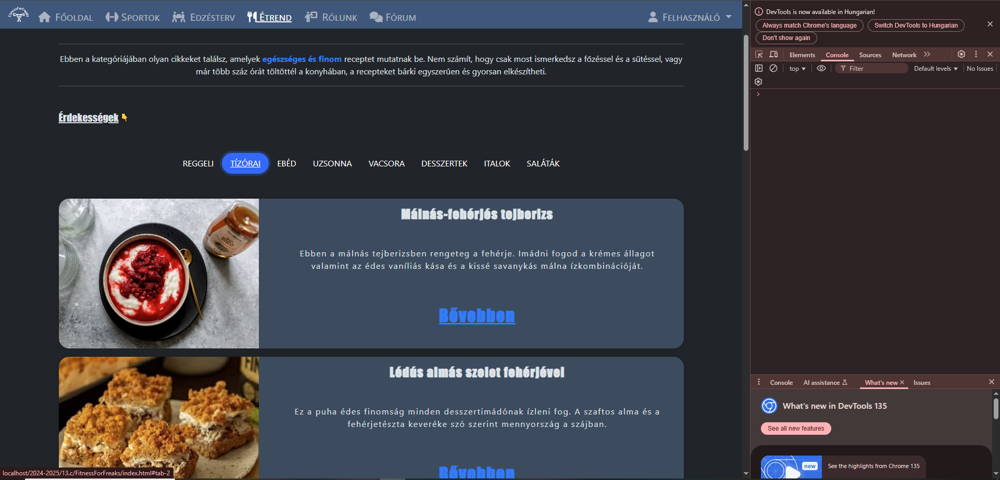 FitnessForFreaks
Főoldal Sportok Edzésterv Étrend Rólunk Fórum Felhasználó
Ebben a kategóriájában olyan cikkeket találsz, amelyek egészséges és finom receptet mutatnak be. Nem számít, hogy csak most ismerkedsz a főzéssel és a sütéssel, vagy
már több száz órát töltöttél a konyhában, a recepteket bárki egyszerűen és gyorsan elkészítheti.
Érdekességek👇
REGGELI TÍZÓRAI EBÉD UZSONNA VACSORA DESSZERTEK ITALOK SALÁTÁK
Málnás-fehérjés tejberizs
Ebben a málnás tejberizsben rengeteg a fehérje. Imádni fogod a krémes állagot
valamint az édes vaníliás kása és a kissé savanykás málna ízkombinációját.
Bővebben
Lédús almás szelet fehérjével
Ez a puha édes finomság minden desszertimádónak ízleni fog. A szaftos alma és a
fehérjetészta keveréke szó szerint mennyország a szájban.
Bővebben
localhost/2024-2025/13.c/FitnessForFreaks/index.html#tab-2
DevTools is now available in Hungarian!
Always match Chrome's language Switch DevTools to Hungarian
Don't show again
Elements Console Sources Network
top Filter Default levels No Issues
Console AI assistance What's new Issues
What's new in DevTools 135
See all new features
new See the highlights from Chrome 135